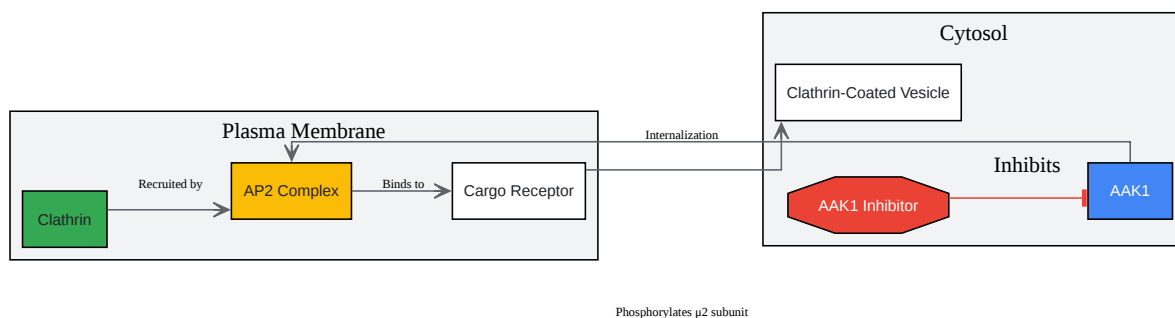 Cytosol
Clathrin-Coated Vesicle
Plasma Membrane
Internalization
Inhibits
Recruited by
AP2 Complex
Binds to
Cargo Receptor
AAK1 Inhibitor
AAK1
Clathrin
Phosphorylates μ2 subunit